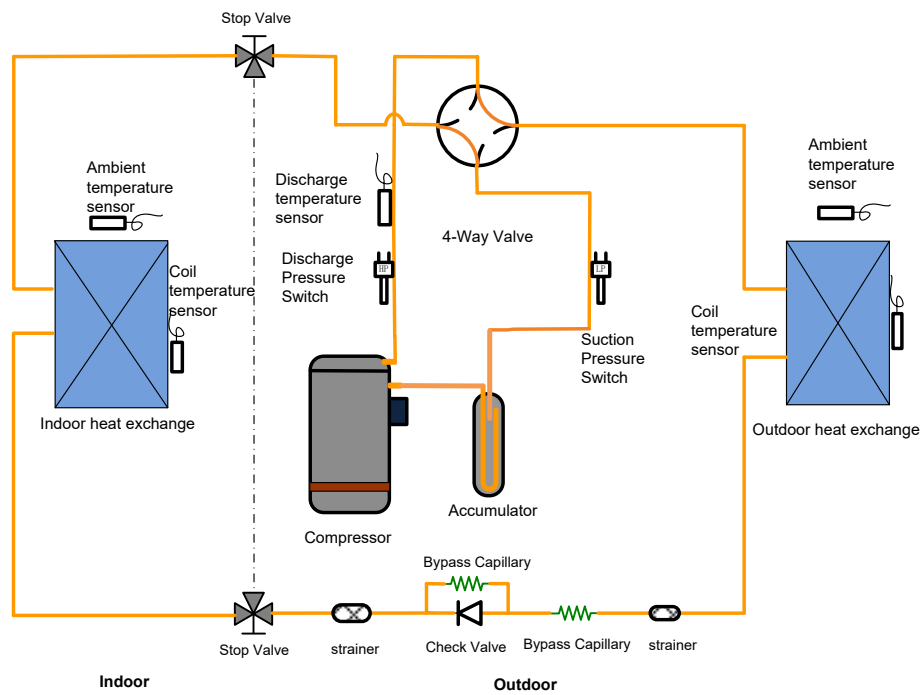 Stop Valve
Ambient
temperature
sensor
Discharge
temperature
sensor
Ambient
temperature
sensor
4-Way Valve
Coil
temperature
sensor
Discharge
Pressure
Switch
HP
LP
Coil
temperature
sensor
Suction
Pressure
Switch
Indoor heat exchange
Outdoor heat exchange
Compressor
Accumulator
Bypass Capillary
Stop Valve
strainer
Check Valve
Bypass Capillary
strainer
Indoor
Outdoor